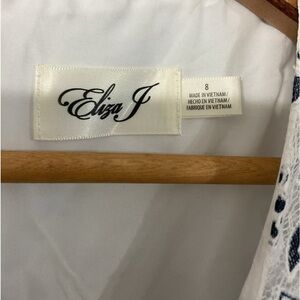 Eliza J
8
MADE IN VIETNAM/
HECHO EN VIETNAM/
FABRIQUÉ EN VIETNAM